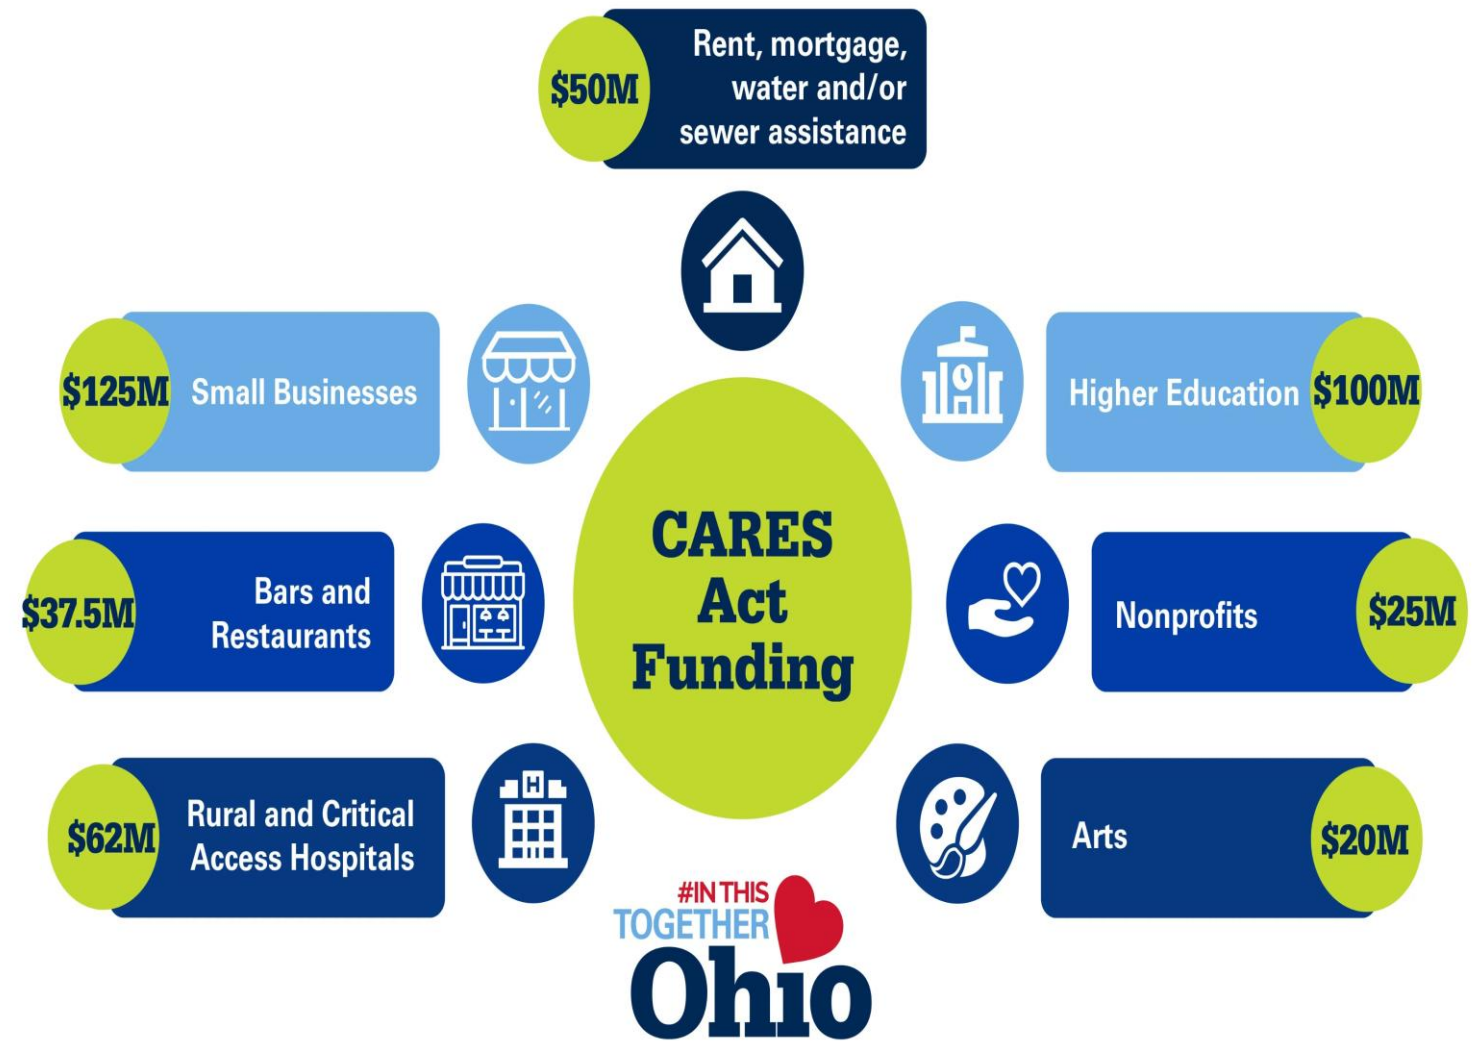 $50M
Rent, mortgage,
water and/or
sewer assistance
$125M
Small Businesses
Higher Education
$100M
CARES
Act
Funding
$37.5M
Bars and
Restaurants
Nonprofits
$25M
$62M
Rural and Critical
Access Hospitals
H
Arts
$20M
#IN THIS
TOGETHER
Ohio